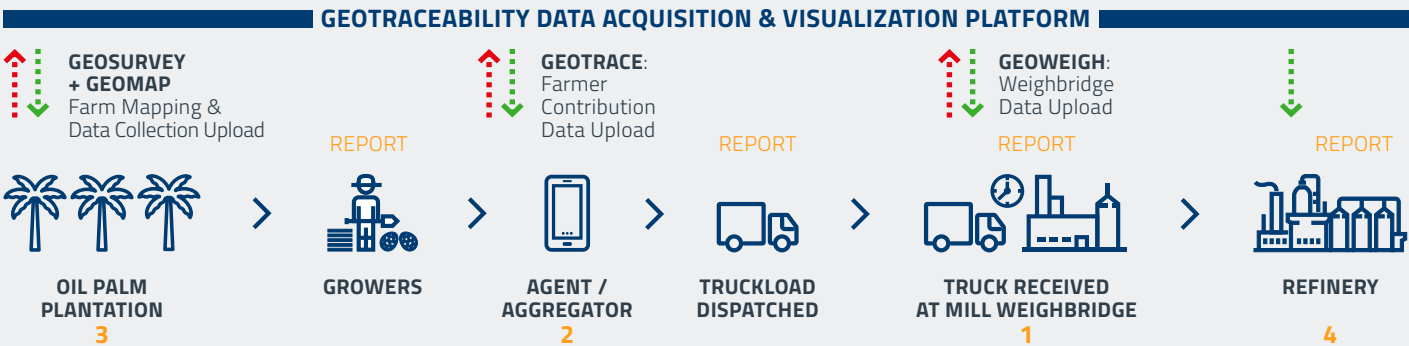 GEOTRACEABILITY DATA ACQUISITION & VISUALIZATION PLATFORM
GEOSURVEY
+ GEOMAP
Farm Mapping &
Data Collection Upload
GEOTRACE:
Farmer
Contribution
Data Upload
GEOWEIGH:
Weighbridge
Data Upload
REPORT
REPORT
REPORT
REPORT
OIL PALM
PLANTATION
3
GROWERS
AGENT /
AGGREGATOR
2
TRUCKLOAD
DISPATCHED
TRUCK RECEIVED
AT MILL WEIGHBRIDGE
1
REFINERY
4